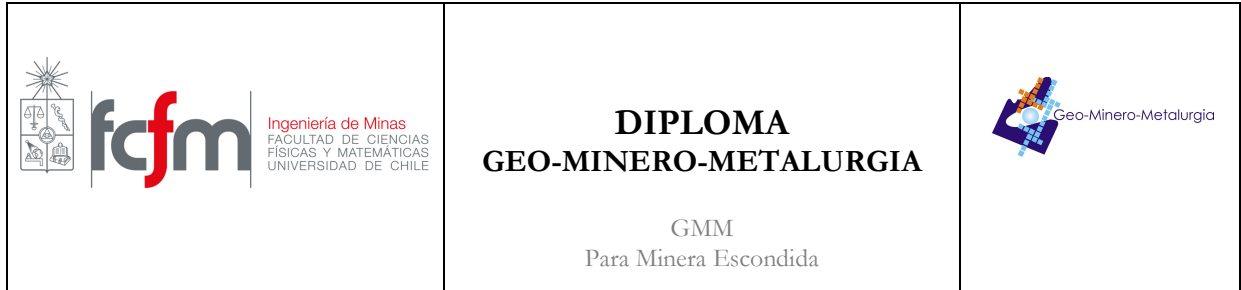 fcfm
Ingeniería de Minas
FACULTAD DE CIENCIAS
FÍSICAS Y MATEMÁTICAS
UNIVERSIDAD DE CHILE
DIPLOMA
GEO-MINERO-METALURGIA
GMM
Para Minera Escondida
Geo-Minero-Metalurgia